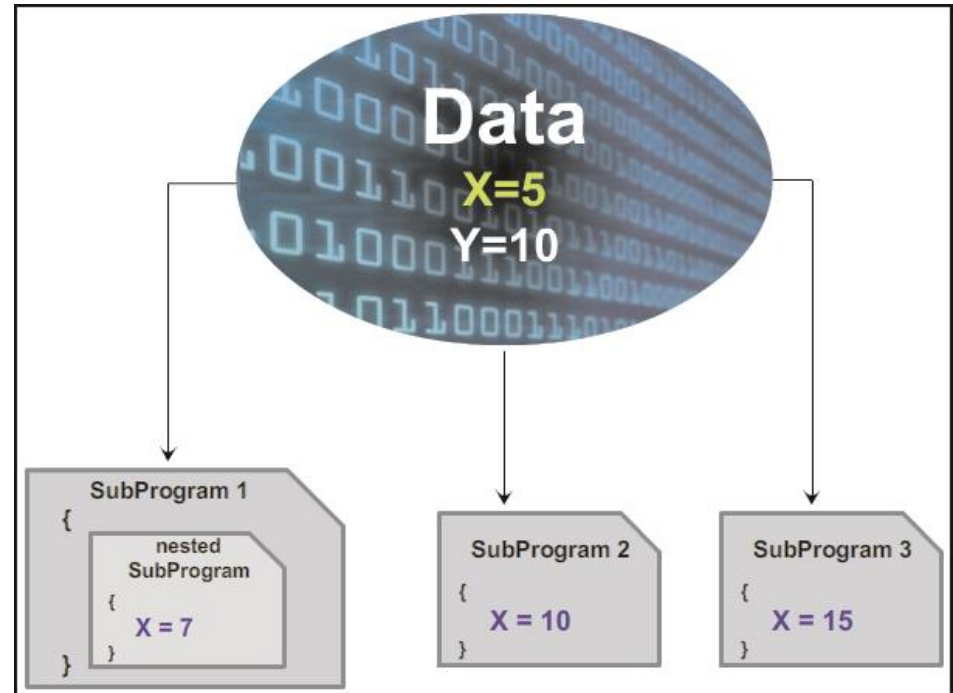 Data
X=5
Y=10
SubProgram 1
{
nested
SubProgram
{
X = 7
}
}
SubProgram 2
{
X = 10
}
SubProgram 3
{
X = 15
}